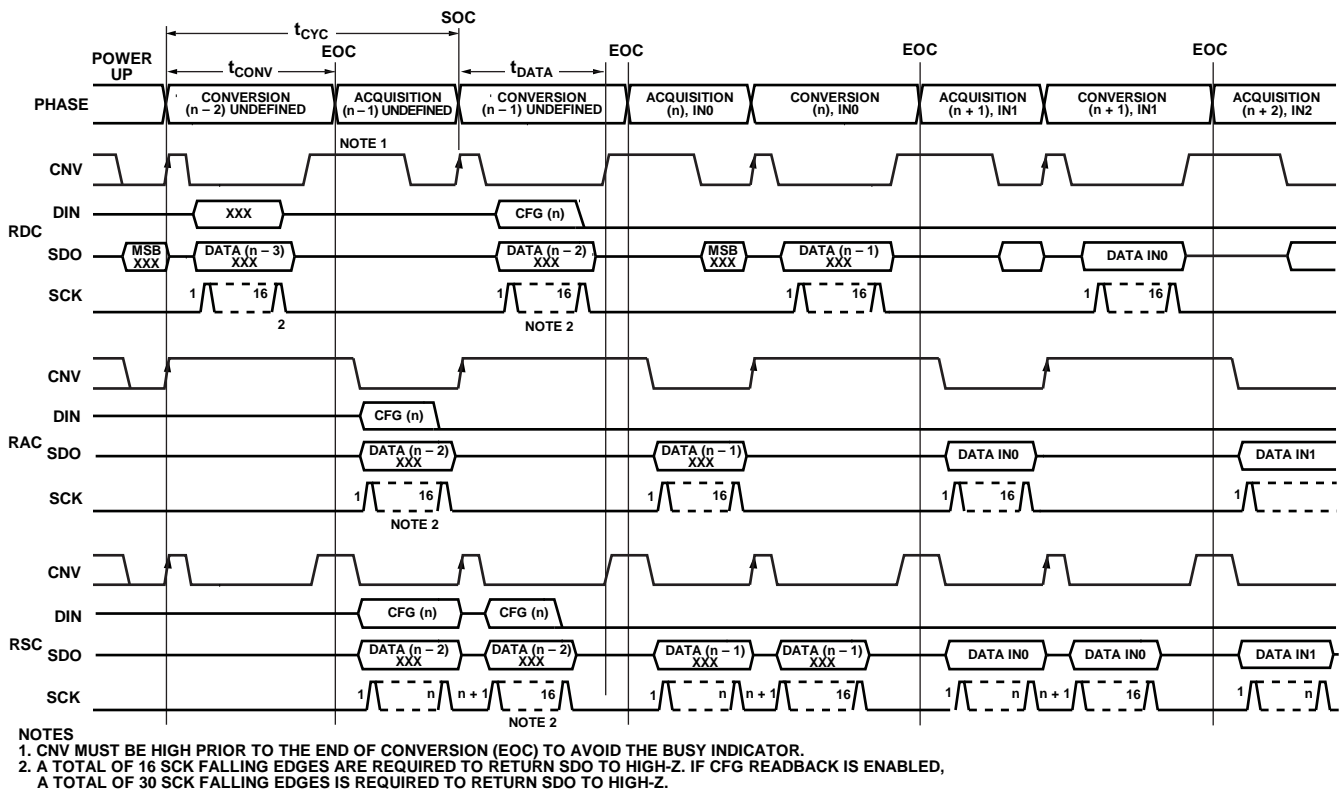 SOC
tCYC
EOC EOC EOC EOC
POWER
UP
tCONV tDATA
PHASE
CONVERSION
(n – 2) UNDEFINED
ACQUISITION
(n – 1) UNDEFINED
CONVERSION
(n – 1) UNDEFINED
ACQUISITION
(n), IN0
CONVERSION
(n), IN0
ACQUISITION
(n + 1), IN1
CONVERSION
(n + 1), IN1
ACQUISITION
(n + 2), IN2
NOTE 1
CNV
RDC
DIN XXX CFG (n)
SDO
MSB
XXX
DATA (n – 3)
XXX
DATA (n – 2)
XXX
MSB
XXX
DATA (n – 1)
XXX
DATA IN0
SCK 1 16 1 16 1 16 1 16
2 NOTE 2
CNV
RAC
DIN CFG (n)
SDO
DATA (n – 2)
XXX
DATA (n – 1)
XXX
DATA IN0
DATA IN1
SCK 1 16 1 16 1 16 1
NOTE 2
CNV
RSC
DIN CFG (n) CFG (n)
SDO
DATA (n – 2)
XXX
DATA (n – 2)
XXX
DATA (n – 1)
XXX
DATA (n – 1)
XXX
DATA IN0
DATA IN0
DATA IN1
SCK 1 n n + 1 16 1 n n + 1 16 1 n n + 1 16 1 n
NOTE 2
NOTES
1. CNV MUST BE HIGH PRIOR TO THE END OF CONVERSION (EOC) TO AVOID THE BUSY INDICATOR.
2. A TOTAL OF 16 SCK FALLING EDGES ARE REQUIRED TO RETURN SDO TO HIGH-Z. IF CFG READBACK IS ENABLED,
A TOTAL OF 30 SCK FALLING EDGES IS REQUIRED TO RETURN SDO TO HIGH-Z.